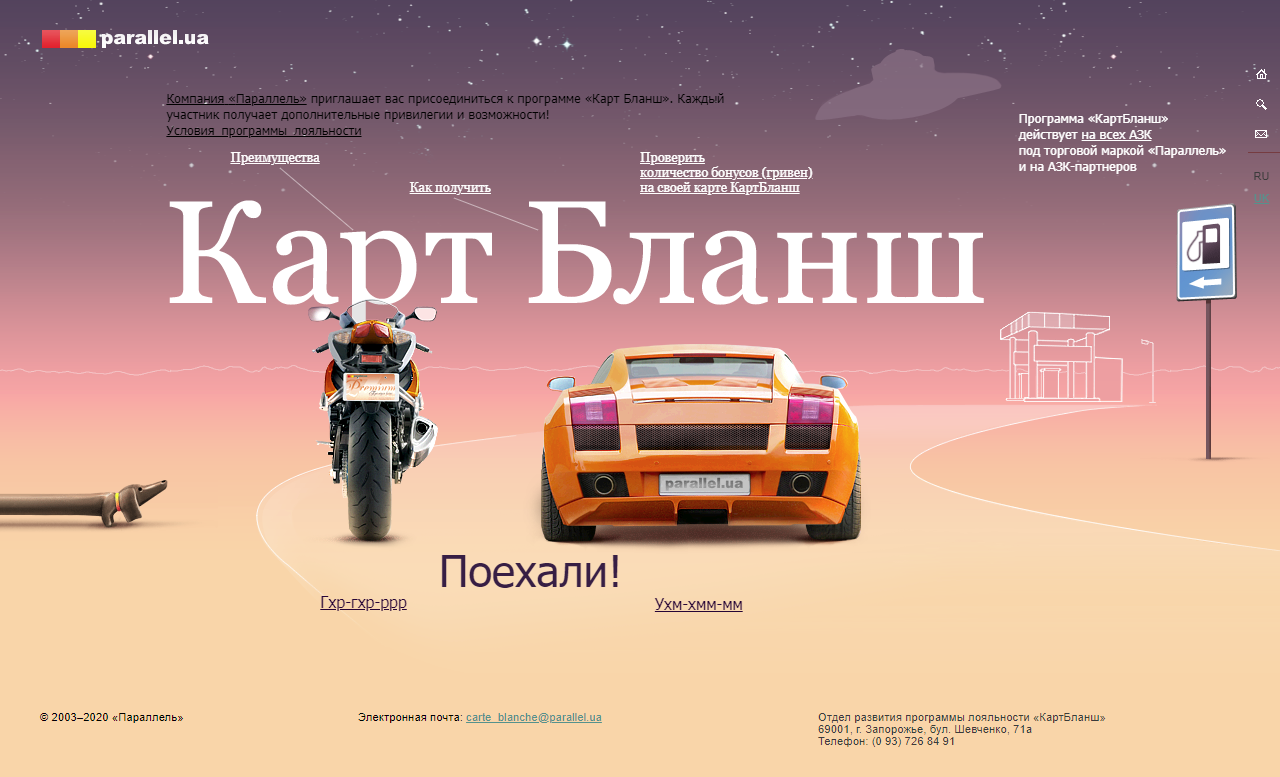 parallel.ua
Компания «Параллель» приглашает вас присоединиться к программе «Карт Бланш». Каждый
участник получает дополнительные привилегии и возможности!
Условия программы лояльности
Программа «КартБланш»
действует на всех АЗК
под торговой маркой «Параллель»
и на АЗК-партнеров
Преимущества
Как получить
Проверить
количество бонусов (гривен)
на своей карте КартБланш
RU
UK
Карт Бланш
Premium
parallel.ua
Поехали!
Гхр-гхр-ррр
Ухм-хмм-мм
© 2003–2020 «Параллель»
Электронная почта: carte_blanche@parallel.ua
Отдел развития программы лояльности «КартБланш»
69001, г. Запорожье, бул. Шевченко, 71а
Телефон: (0 93) 726 84 91